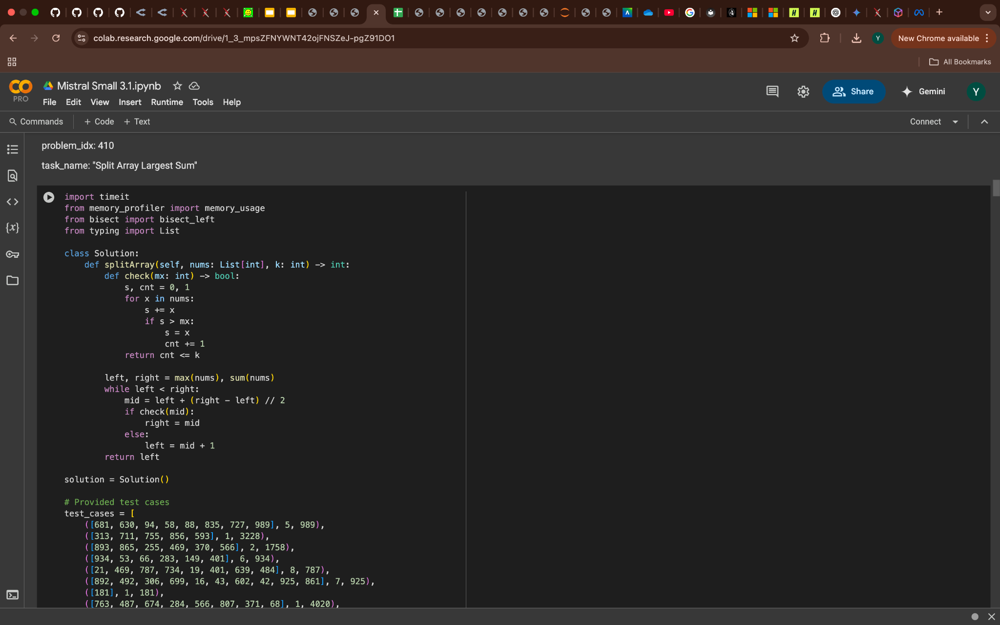 colab.research.google.com/drive/1_3_mpsZFNYWNT42ojFNSZeJ-pgZ91DO1
Y
New Chrome available
All Bookmarks
CO
PRO
Mistral Small 3.1.ipynb
File Edit View Insert Runtime Tools Help
Share
Gemini
Y
Commands
+ Code + Text
Connect
problem_idx: 410
task_name: "Split Array Largest Sum"
import timeit
from memory_profiler import memory_usage
from bisect import bisect_left
from typing import List
class Solution:
    def splitArray(self, nums: List[int], k: int) -> int:
        def check(mx: int) -> bool:
            s, cnt = 0, 1
            for x in nums:
                s += x
                if s > mx:
                    s = x
                    cnt += 1
            return cnt <= k
        left, right = max(nums), sum(nums)
        while left < right:
            mid = left + (right - left) // 2
            if check(mid):
                right = mid
            else:
                left = mid + 1
        return left
solution = Solution()
# Provided test cases
test_cases = [
    ([681, 630, 94, 58, 88, 835, 727, 989], 5, 989),
    ([313, 711, 755, 856, 593], 1, 3228),
    ([893, 865, 255, 469, 370, 566], 2, 1758),
    ([934, 53, 66, 283, 149, 401], 6, 934),
    ([21, 469, 787, 734, 19, 401, 639, 484], 8, 787),
    ([892, 492, 306, 699, 16, 43, 602, 42, 925, 861], 7, 925),
    ([181], 1, 181),
    ([763, 487, 674, 284, 566, 807, 371, 68], 1, 4020),